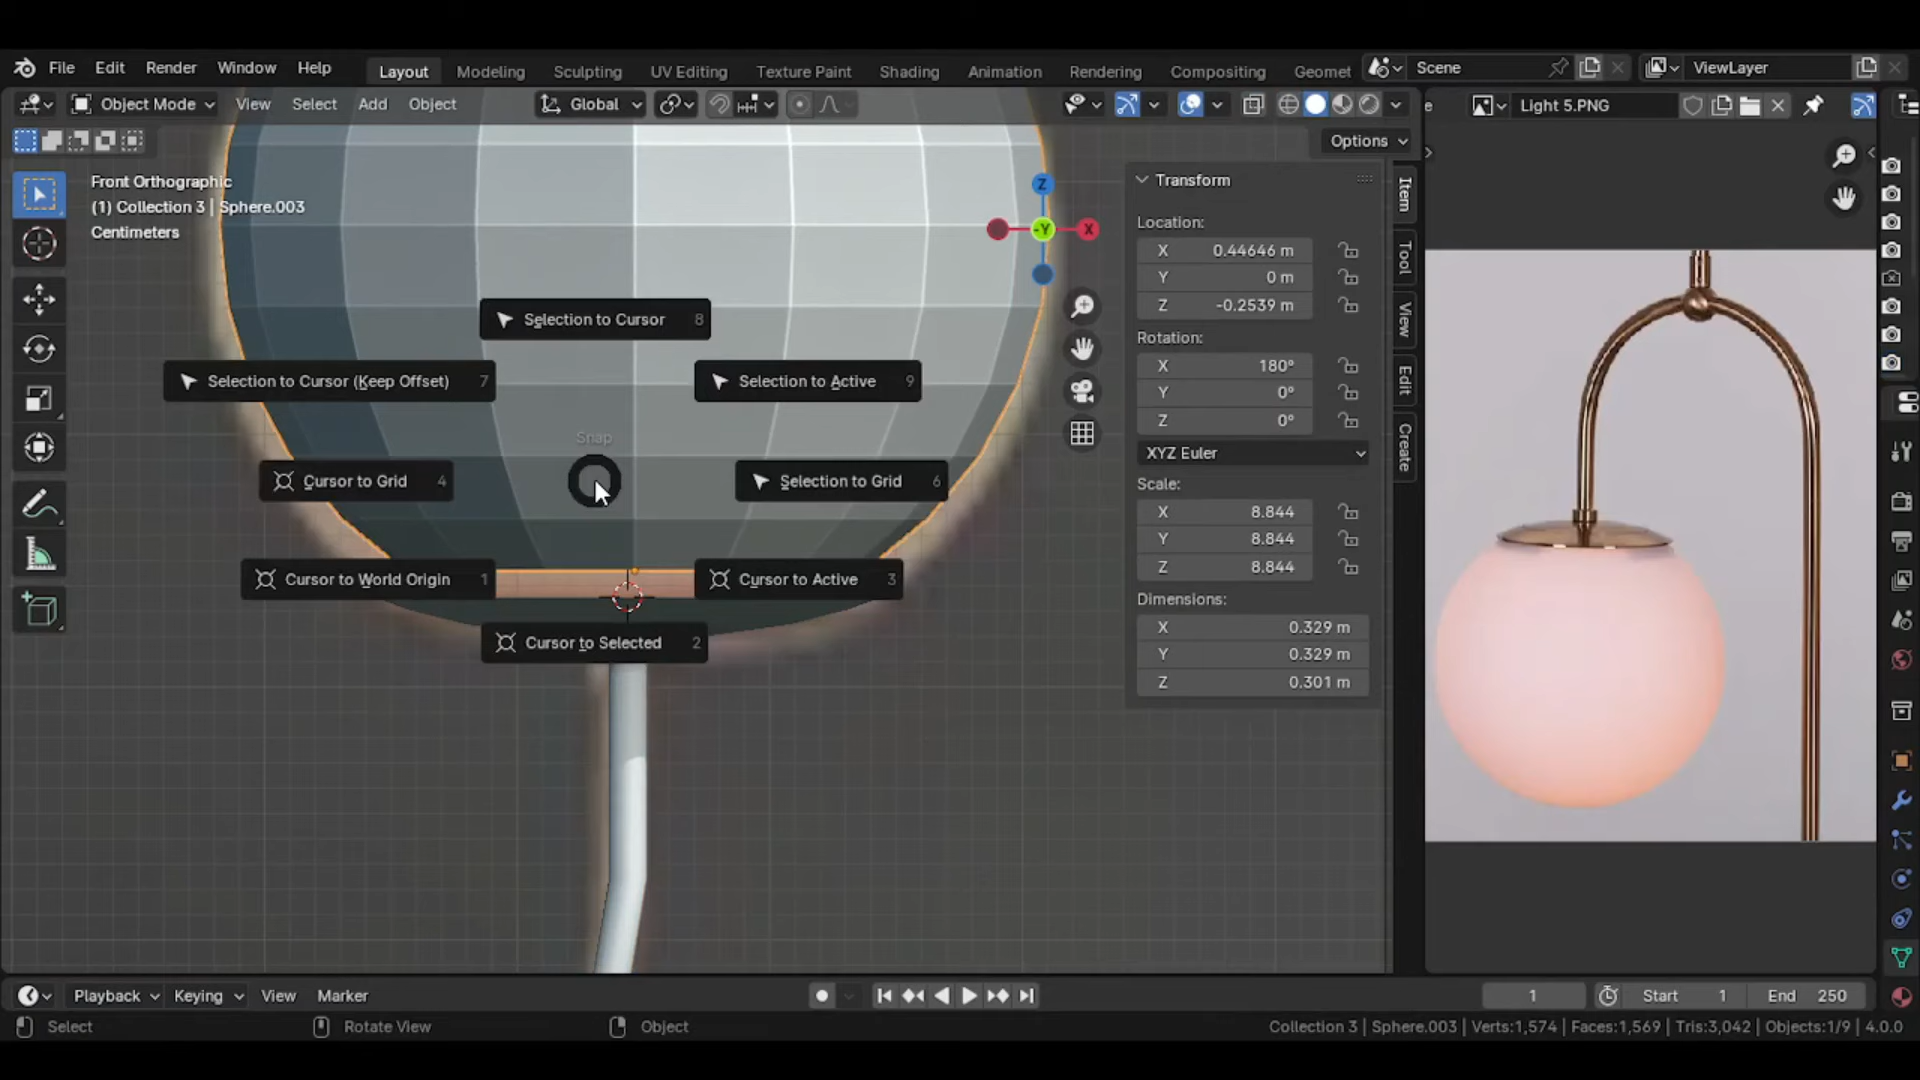 File Edit Render Window Help Layout Modeling Sculpting UV Editing Texture Paint Shading Animation Rendering Compositing Geomet Scene ViewLayer
Object Mode View Select Add Object Global e Light 5.PNG
Options
Front Orthographic
(1) Collection 3 | Sphere.003
Centimeters
Z
-Y
X
Selection to Cursor 8
Selection to Cursor (Keep Offset) 7
Selection to Active 9
Snap
Cursor to Grid 4
Selection to Grid 6
Cursor to World Origin 1
Cursor to Active 3
Cursor to Selected 2
Transform
Location:
X 0.44646 m
Y 0 m
Z -0.2539 m
Rotation:
X 180°
Y 0°
Z 0°
XYZ Euler
Scale:
X 8.844
Y 8.844
Z 8.844
Dimensions:
X 0.329 m
Y 0.329 m
Z 0.301 m
Item
Tool
View
Edit
Create
Playback Keying View Marker 1 Start 1 End 250
Select Rotate View Object Collection 3 | Sphere.003 | Verts:1,574 | Faces:1,569 | Tris:3,042 | Objects:1/9 | 4.0.0